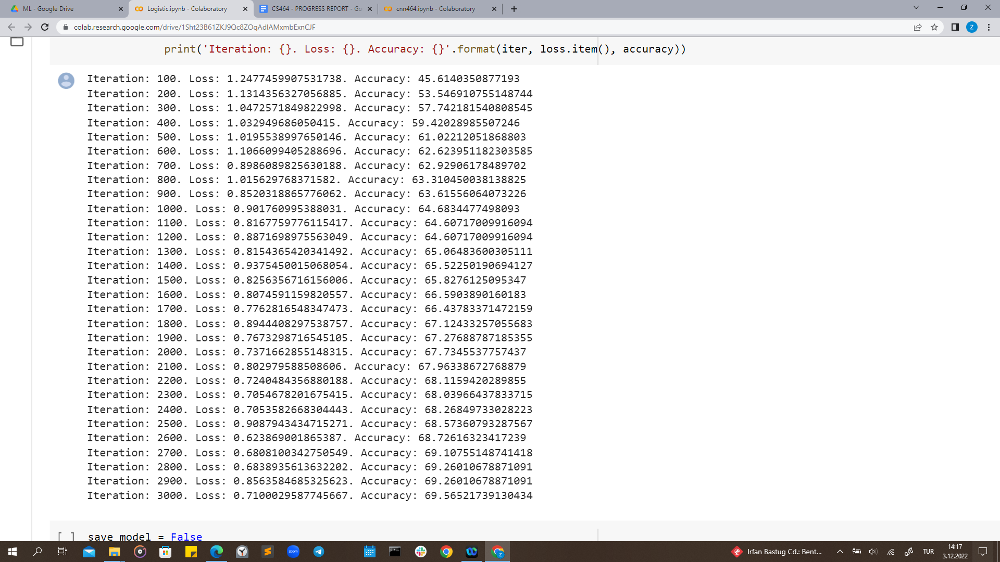 ML - Google Drive
Logistic.ipynb - Colaboratory
CS464 - PROGRESS REPORT - Go
cnn464.ipynb - Colaboratory
colab.research.google.com/drive/1Sht23B61ZKJ9Qc8ZOqAdIAMxmbExnCJF
Z
print('Iteration: {}. Loss: {}. Accuracy: {}'.format(iter, loss.item(), accuracy))
Iteration: 100. Loss: 1.2477459907531738. Accuracy: 45.6140350877193
Iteration: 200. Loss: 1.1314356327056885. Accuracy: 53.546910755148744
Iteration: 300. Loss: 1.0472571849822998. Accuracy: 57.742181540808545
Iteration: 400. Loss: 1.032949686050415. Accuracy: 59.42028985507246
Iteration: 500. Loss: 1.0195538997650146. Accuracy: 61.02212051868803
Iteration: 600. Loss: 1.1066099405288696. Accuracy: 62.623951182303585
Iteration: 700. Loss: 0.8986089825630188. Accuracy: 62.92906178489702
Iteration: 800. Loss: 1.015629768371582. Accuracy: 63.310450038138825
Iteration: 900. Loss: 0.8520318865776062. Accuracy: 63.61556064073226
Iteration: 1000. Loss: 0.901760995388031. Accuracy: 64.6834477498093
Iteration: 1100. Loss: 0.8167759776115417. Accuracy: 64.60717009916094
Iteration: 1200. Loss: 0.8871698975563049. Accuracy: 64.60717009916094
Iteration: 1300. Loss: 0.8154365420341492. Accuracy: 65.06483600305111
Iteration: 1400. Loss: 0.9375450015068054. Accuracy: 65.52250190694127
Iteration: 1500. Loss: 0.8256356716156006. Accuracy: 65.8276125095347
Iteration: 1600. Loss: 0.8074591159820557. Accuracy: 66.5903890160183
Iteration: 1700. Loss: 0.7762816548347473. Accuracy: 66.43783371472159
Iteration: 1800. Loss: 0.8944408297538757. Accuracy: 67.12433257055683
Iteration: 1900. Loss: 0.7673298716545105. Accuracy: 67.27688787185355
Iteration: 2000. Loss: 0.7371662855148315. Accuracy: 67.7345537757437
Iteration: 2100. Loss: 0.802979588508606. Accuracy: 67.96338672768879
Iteration: 2200. Loss: 0.7240484356880188. Accuracy: 68.1159420289855
Iteration: 2300. Loss: 0.7054678201675415. Accuracy: 68.03966437833715
Iteration: 2400. Loss: 0.7053582668304443. Accuracy: 68.26849733028223
Iteration: 2500. Loss: 0.9087943434715271. Accuracy: 68.57360793287567
Iteration: 2600. Loss: 0.623869001865387. Accuracy: 68.72616323417239
Iteration: 2700. Loss: 0.6808100342750549. Accuracy: 69.10755148741418
Iteration: 2800. Loss: 0.6838935613632202. Accuracy: 69.26010678871091
Iteration: 2900. Loss: 0.8563584685325623. Accuracy: 69.26010678871091
Iteration: 3000. Loss: 0.7100029587745667. Accuracy: 69.56521739130434
[ ] save_model = False
zoom
Z
Irfan Bastug Cd.: Bent...
TUR
14:17
3.12.2022